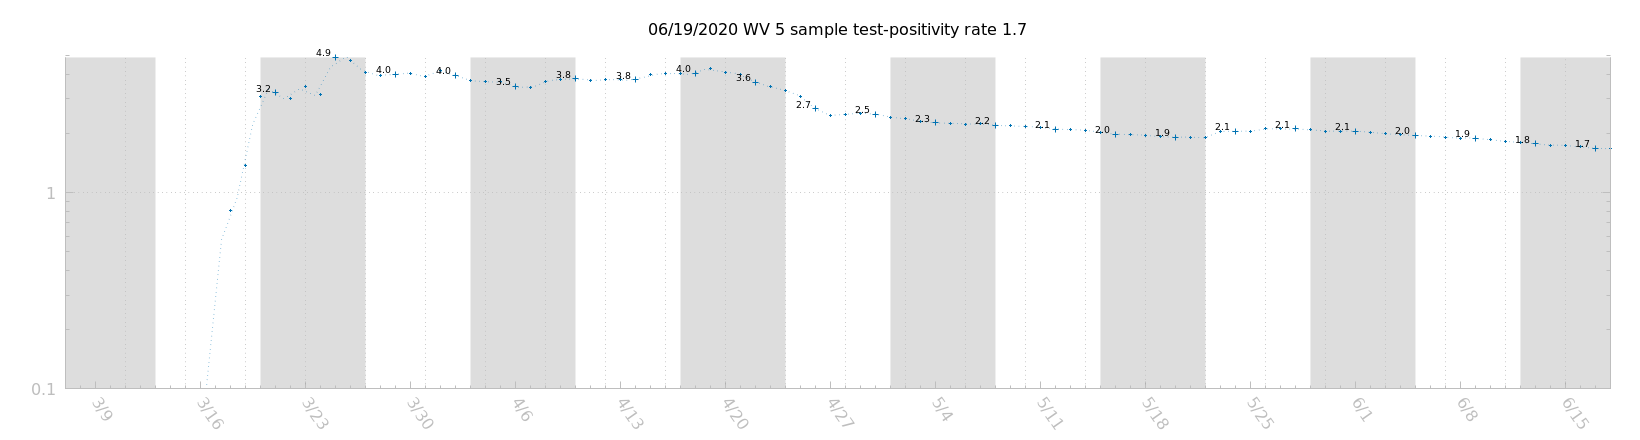 06/19/2020 WV 5 sample test-positivity rate 1.7
3.2 4.9 4.0 4.0 3.5 3.8 3.8 4.0 3.6 2.7 2.5 2.3 2.2 2.1 2.0 1.9 2.1 2.1 2.1 2.0 1.9 1.8 1.7
1
0.1
3/9 3/16 3/23 3/30 4/6 4/13 4/20 4/27 5/4 5/11 5/18 5/25 6/1 6/8 6/15